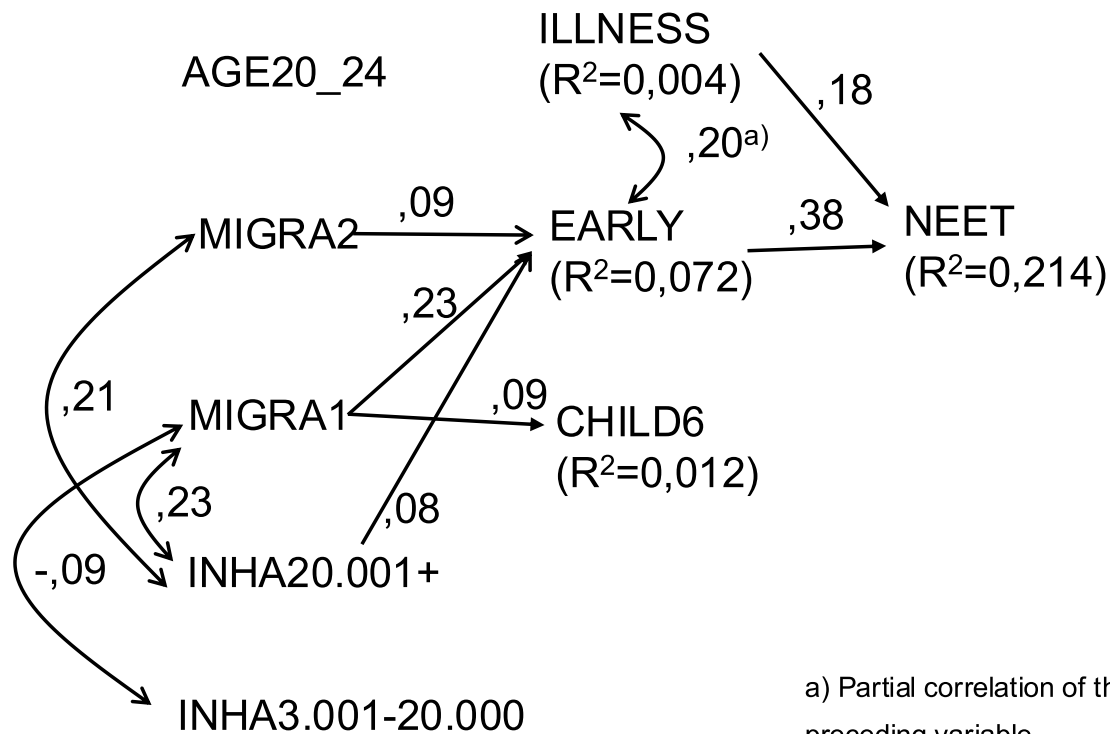 ILLNESS
AGE20_24
(R²=0,004)
,18
,20a)
,09
MIGRA2
EARLY
,38
NEET
(R²=0,072)
(R²=0,214)
,23
,21
MIGRA1
,09
CHILD6
(R²=0,012)
,23
,08
-,09
INHA20.001+
a) Partial correlation of
INHA3.001-20.000
preceding variable